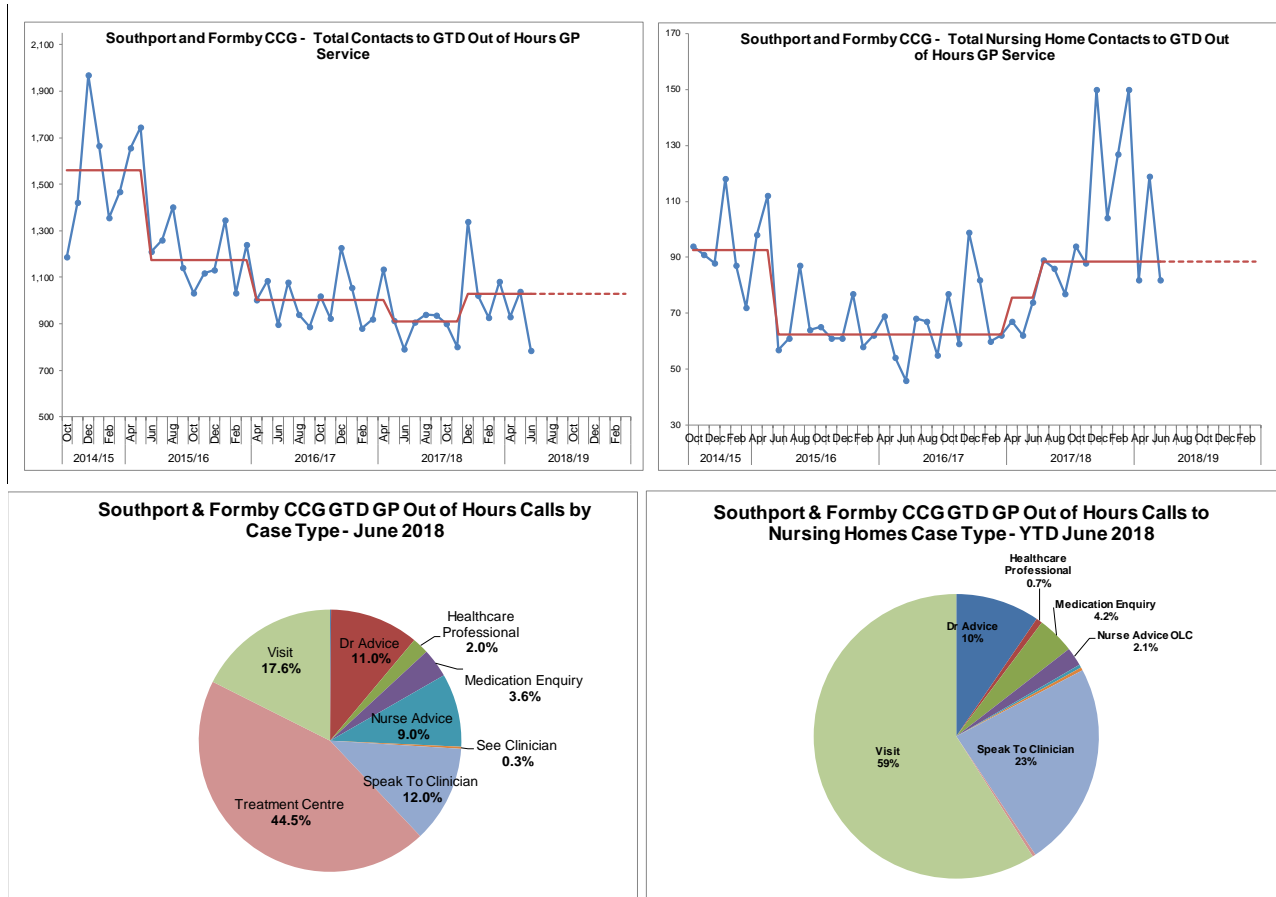 Southport and Formby CCG - Total Contacts to GTD Out of Hours GP
Service
2,100
1,900
1,700
1,500
1,300
1,100
900
700
500
Oct
Dec
Feb
Apr
Jun
Aug
Oct
Dec
Feb
Apr
Jun
Aug
Oct
Dec
Feb
Apr
Jun
Aug
Oct
Dec
Feb
Apr
Jun
Aug
Oct
Dec
Feb
2014/15 2015/16 2016/17 2017/18 2018/19
Southport and Formby CCG - Total Nursing Home Contacts to GTD Out
of Hours GP Service
170
150
130
110
90
70
50
30
Oct Dec Feb Apr Jun Aug Oct Dec Feb Apr Jun Aug Oct Dec Feb Apr Jun Aug Oct Dec Feb Apr Jun Aug Oct Dec Feb
2014/15 2015/16 2016/17 2017/18 2018/19
Southport & Formby CCG GTD GP Out of Hours Calls by
Case Type - June 2018
Dr Advice
11.0%
Healthcare
Professional
2.0%
Medication Enquiry
3.6%
Nurse Advice
9.0%
See Clinician
0.3%
Speak To Clinician
12.0%
Treatment Centre
44.5%
Visit
17.6%
Southport & Formby CCG GTD GP Out of Hours Calls to
Nursing Homes Case Type - YTD June 2018
Dr Advice
10%
Healthcare
Professional
0.7%
Medication Enquiry
4.2%
Nurse Advice OLC
2.1%
Speak To Clinician
23%
Visit
59%